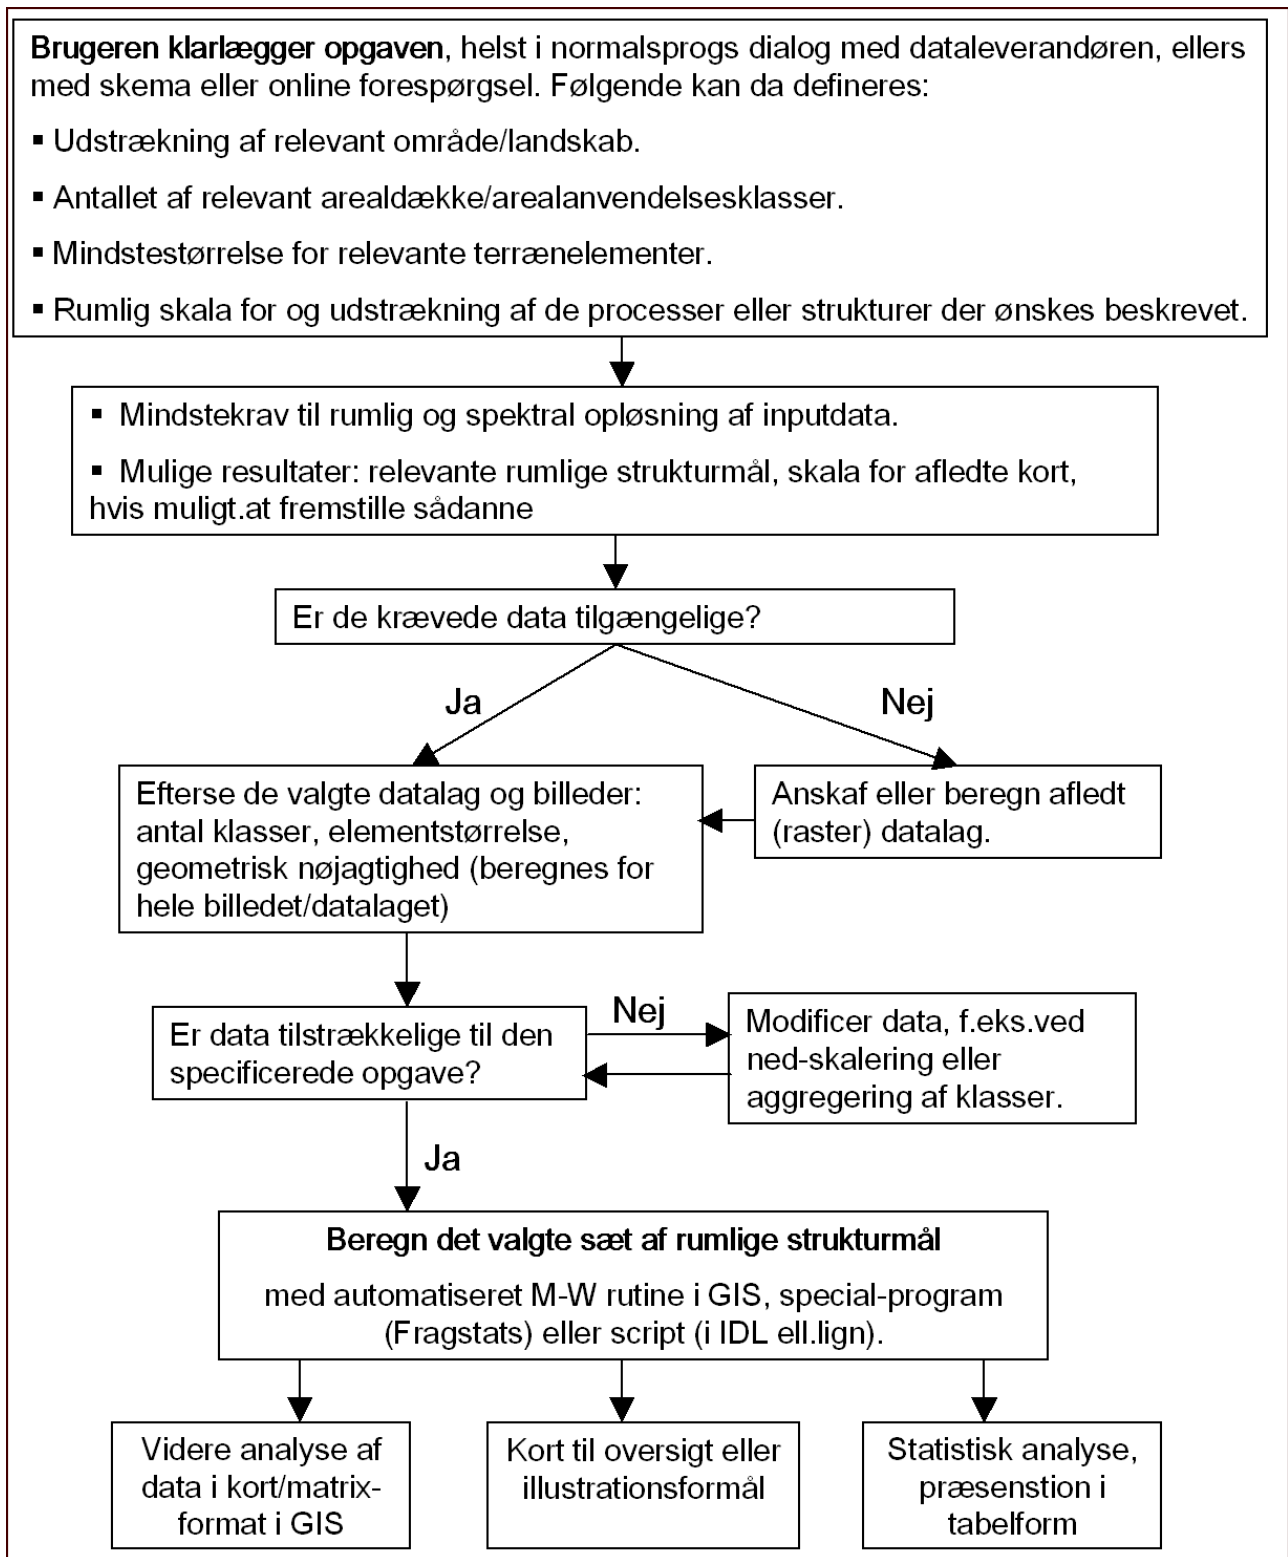 Brugeren klarlægger opgaven, helst i normalsprogs dialog med dataleverandøren, ellers
med skema eller online forespørgsel. Følgende kan da defineres:
▪ Udstrækning af relevant område/landskab.
▪ Antallet af relevant arealdække/arealanvendelsesklasser.
▪ Mindstestørrelse for relevante terrænelementer.
▪ Rumlig skala for og udstrækning af de processer eller strukturer der ønskes beskrevet.
▪ Mindstekrav til rumlig og spektral opløsning af inputdata.
▪ Mulige resultater: relevante rumlige strukturmål, skala for afledte kort,
hvis muligt.at fremstille sådanne
Er de krævede data tilgængelige?
Ja
Nej
Efterse de valgte datalag og billeder:
antal klasser, elementstørrelse,
geometrisk nøjagtighed (beregnes for
hele billedet/datalaget)
Anskaf eller beregn afledt
(raster) datalag.
Er data tilstrækkelige til den
specificerede opgave?
Nej
Modificer data, f.eks.ved
ned-skalering eller
aggregering af klasser.
Ja
Beregn det valgte sæt af rumlige strukturmål
med automatiseret M-W rutine i GIS, special-program
(Fragstats) eller script (i IDL ell.lign).
Videre analyse af
data i kort/matrix-
format i GIS
Kort til oversigt eller
illustrationsformål
Statistisk analyse,
præsenstion i
tabelform